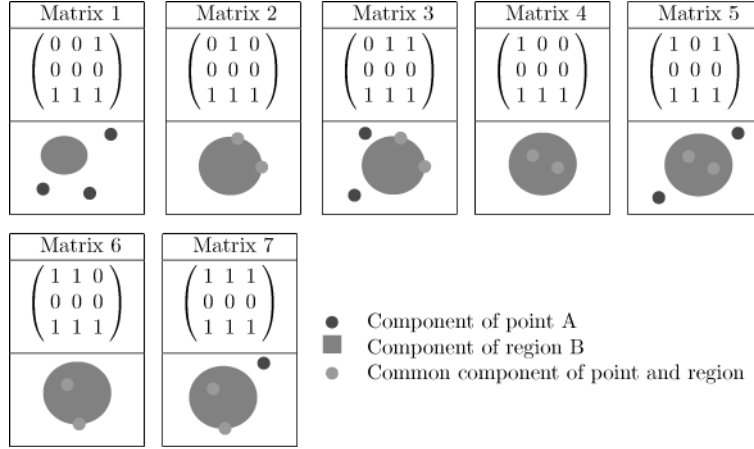 Matrix 1
0 0 1
0 0 0
1 1 1
Matrix 2
0 1 0
0 0 0
1 1 1
Matrix 3
0 1 1
0 0 0
1 1 1
Matrix 4
1 0 0
0 0 0
1 1 1
Matrix 5
1 0 1
0 0 0
1 1 1
Matrix 6
1 1 0
0 0 0
1 1 1
Matrix 7
1 1 1
0 0 0
1 1 1
Component of point A
Component of region B
Common component of point and region